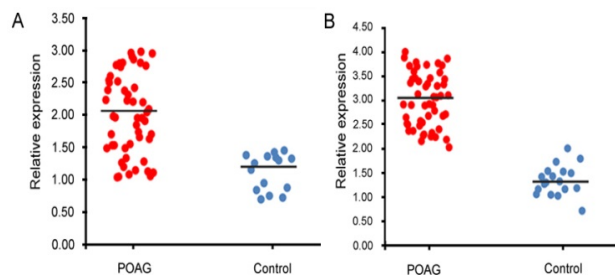 A
Relative expression
3.50
3.00
2.50
2.00
1.50
1.00
0.50
0.00
POAG
Control
B
Relative expression
4.50
4.00
3.50
3.00
2.50
2.00
1.50
1.00
0.50
0.00
POAG
Control